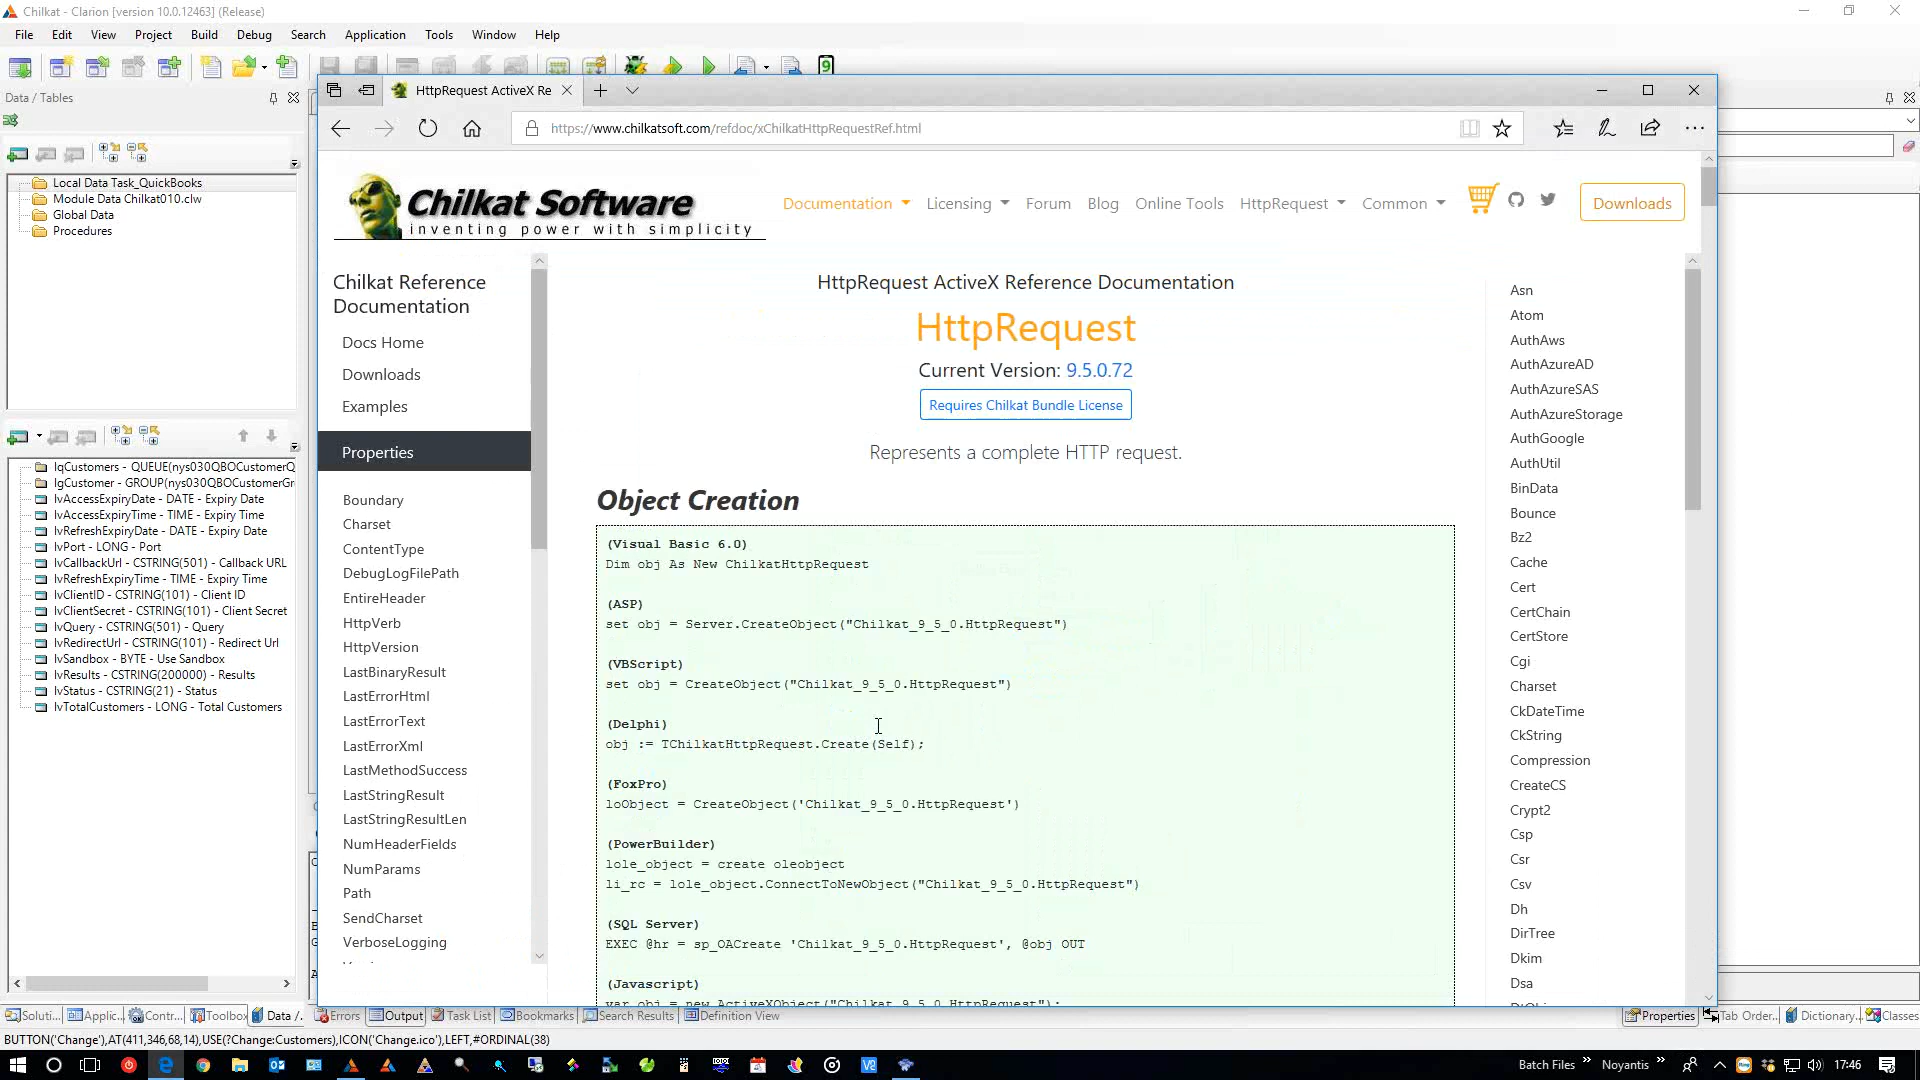 Chilkat - Clarion [version 10.0.12463] (Release)
File Edit View Project Build Debug Search Application Tools Window Help
Data / Tables
Local Data Task_QuickBooks
Module Data Chilkat010.clw
Global Data
Procedures
lqCustomers - QUEUE(nys030QBOCustomerQ
lgCustomer - GROUP(nys030QBOCustomerGr
lvAccessExpiryDate - DATE - Expiry Date
lvAccessExpiryTime - TIME - Expiry Time
lvRefreshExpiryDate - DATE - Expiry Date
lvPort - LONG - Port
lvCallbackUrl - CSTRING(501) - Callback URL
lvRefreshExpiryTime - TIME - Expiry Time
lvClientID - CSTRING(101) - Client ID
lvClientSecret - CSTRING(101) - Client Secret
lvQuery - CSTRING(501) - Query
lvRedirectUrl - CSTRING(101) - Redirect Url
lvSandbox - BYTE - Use Sandbox
lvResults - CSTRING(200000) - Results
lvStatus - CSTRING(21) - Status
lvTotalCustomers - LONG - Total Customers
HttpRequest ActiveX Re
https://www.chilkatsoft.com/refdoc/xChilkatHttpRequestRef.html
Chilkat Software
inventing power with simplicity
Documentation Licensing Forum Blog Online Tools HttpRequest Common Downloads
Chilkat Reference
Documentation
Docs Home
Downloads
Examples
Properties
Boundary
Charset
ContentType
DebugLogFilePath
EntireHeader
HttpVerb
HttpVersion
LastBinaryResult
LastErrorHtml
LastErrorText
LastErrorXml
LastMethodSuccess
LastStringResult
LastStringResultLen
NumHeaderFields
NumParams
Path
SendCharset
VerboseLogging
HttpRequest ActiveX Reference Documentation
HttpRequest
Current Version: 9.5.0.72
Requires Chilkat Bundle License
Represents a complete HTTP request.
Object Creation
(Visual Basic 6.0)
Dim obj As New ChilkatHttpRequest
(ASP)
set obj = Server.CreateObject("Chilkat_9_5_0.HttpRequest")
(VBScript)
set obj = CreateObject("Chilkat_9_5_0.HttpRequest")
(Delphi)
obj := TChilkatHttpRequest.Create(Self);
(FoxPro)
loObject = CreateObject('Chilkat_9_5_0.HttpRequest')
(PowerBuilder)
lole_object = create oleobject
li_rc = lole_object.ConnectToNewObject("Chilkat_9_5_0.HttpRequest")
(SQL Server)
EXEC @hr = sp_OACreate 'Chilkat_9_5_0.HttpRequest', @obj OUT
(Javascript)
var obj = new ActiveXObject("Chilkat_9_5_0.HttpRequest");
Asn
Atom
AuthAws
AuthAzureAD
AuthAzureSAS
AuthAzureStorage
AuthGoogle
AuthUtil
BinData
Bounce
Bz2
Cache
Cert
CertChain
CertStore
Cgi
Charset
CkDateTime
CkString
Compression
CreateCS
Crypt2
Csp
Csr
Csv
Dh
DirTree
Dkim
Dsa
Soluti... Applic... Contr... Toolbox Data /... Errors Output Task List Bookmarks Search Results Definition View Properties Tab Order... Dictionary... Classes
BUTTON('Change'),AT(411,346,68,14),USE(?Change:Customers),ICON('Change.ico'),LEFT,#ORDINAL(38)
Batch Files Noyantis 17:46